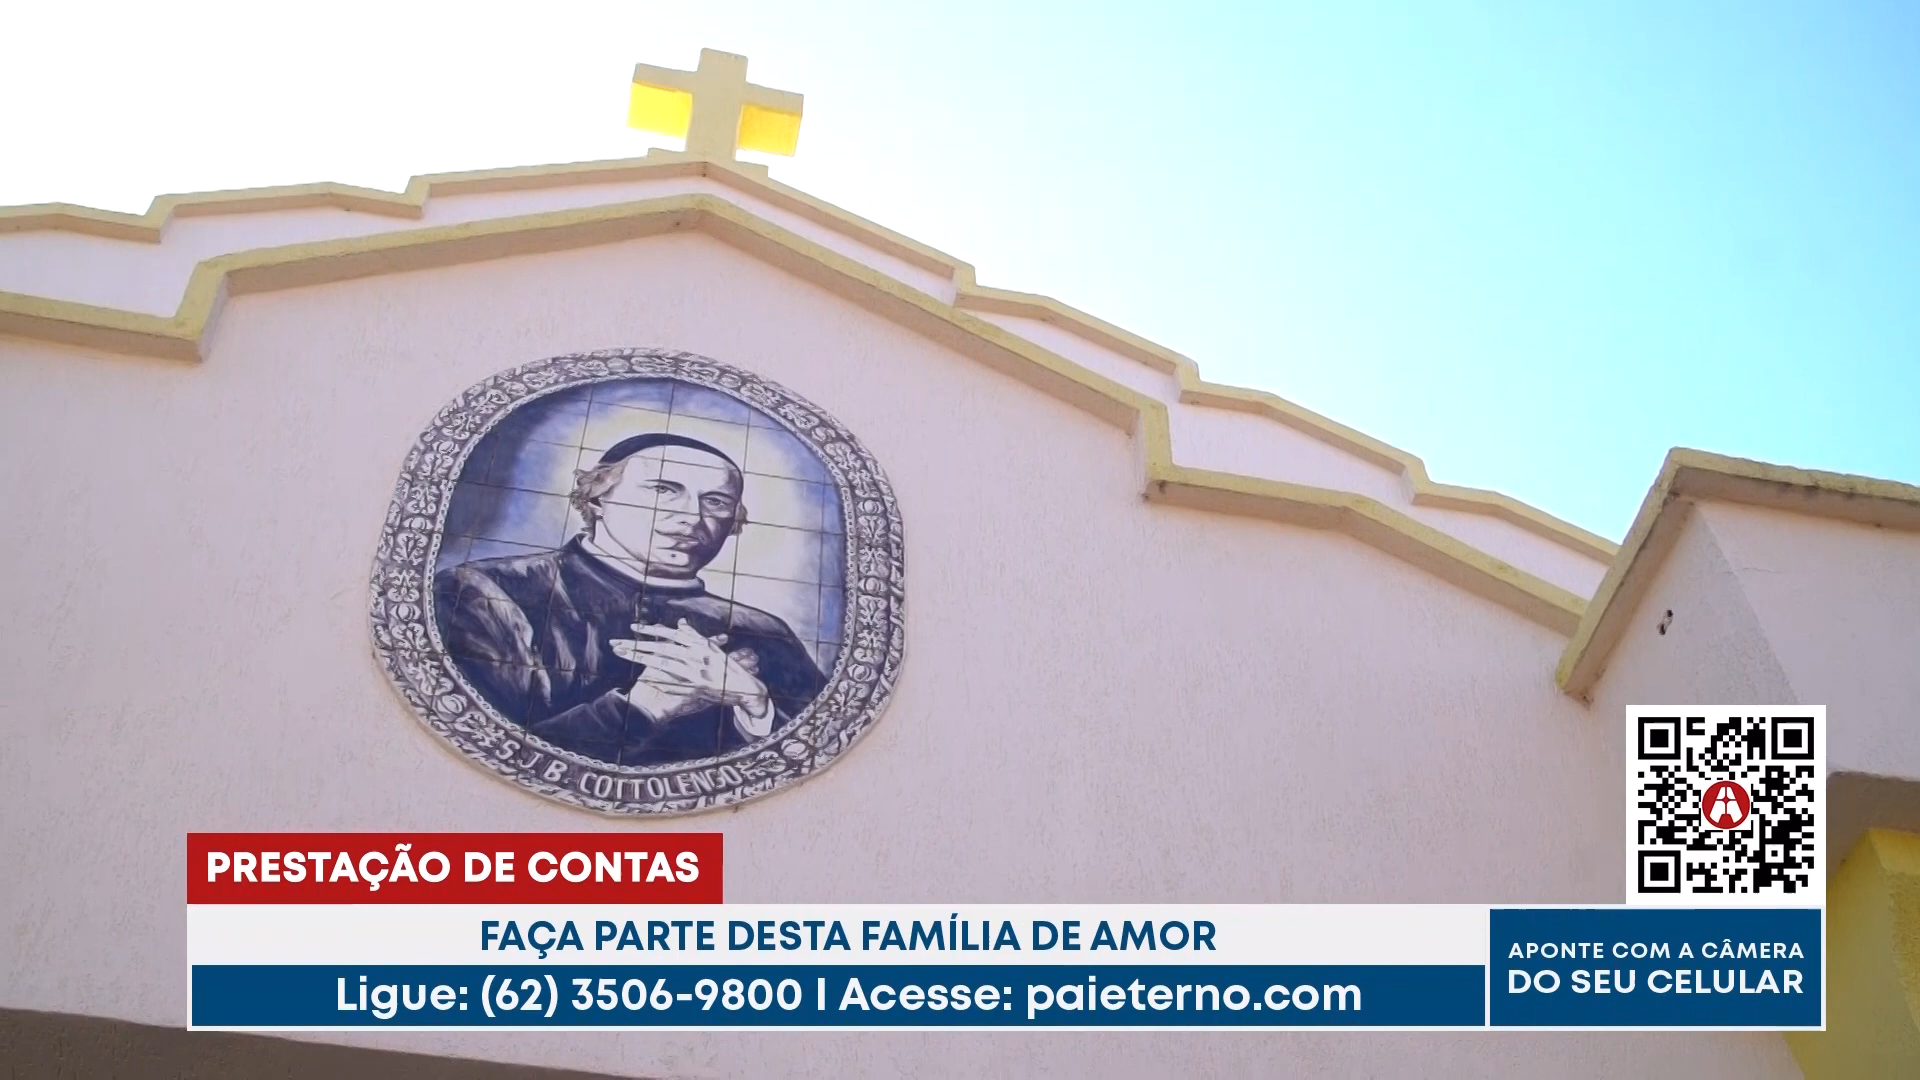 S. J B. COTTOLENGO
PRESTAÇÃO DE CONTAS
FAÇA PARTE DESTA FAMÍLIA DE AMOR
Ligue: (62) 3506-9800 | Acesse: paieterno.com
APONTE COM A CÂMERA
DO SEU CELULAR